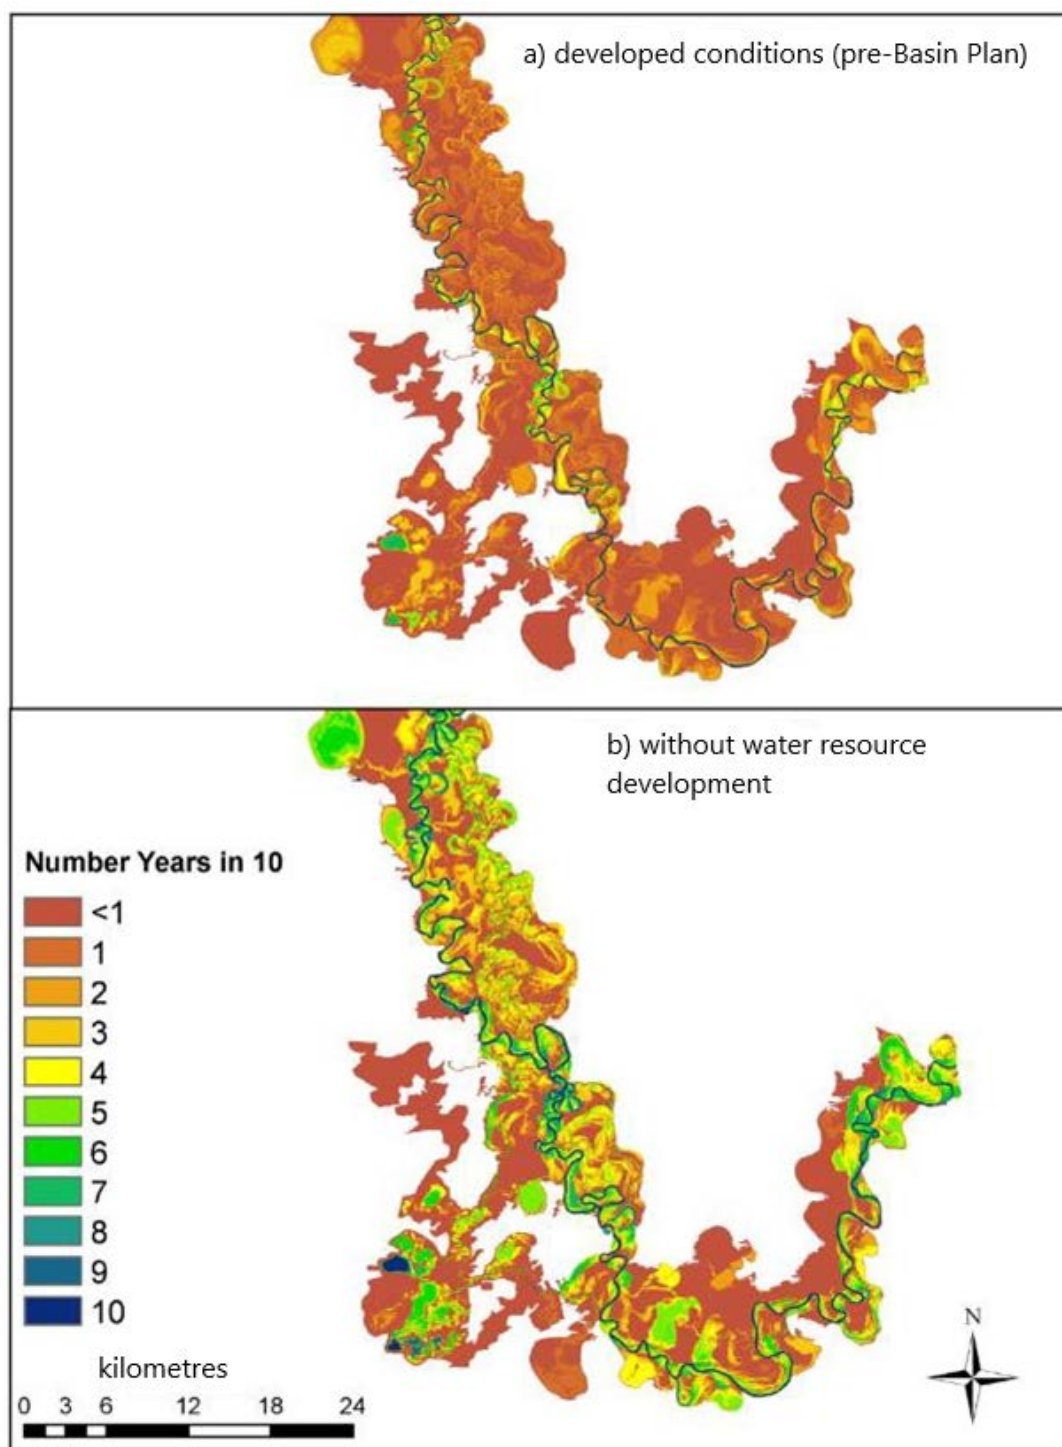 a) developed conditions (pre-Basin Plan)
b) without water resource
development
Number Years in 10
<1
1
2
3
4
5
6
7
8
9
10
kilometres
0 3 6 12 18 24
N